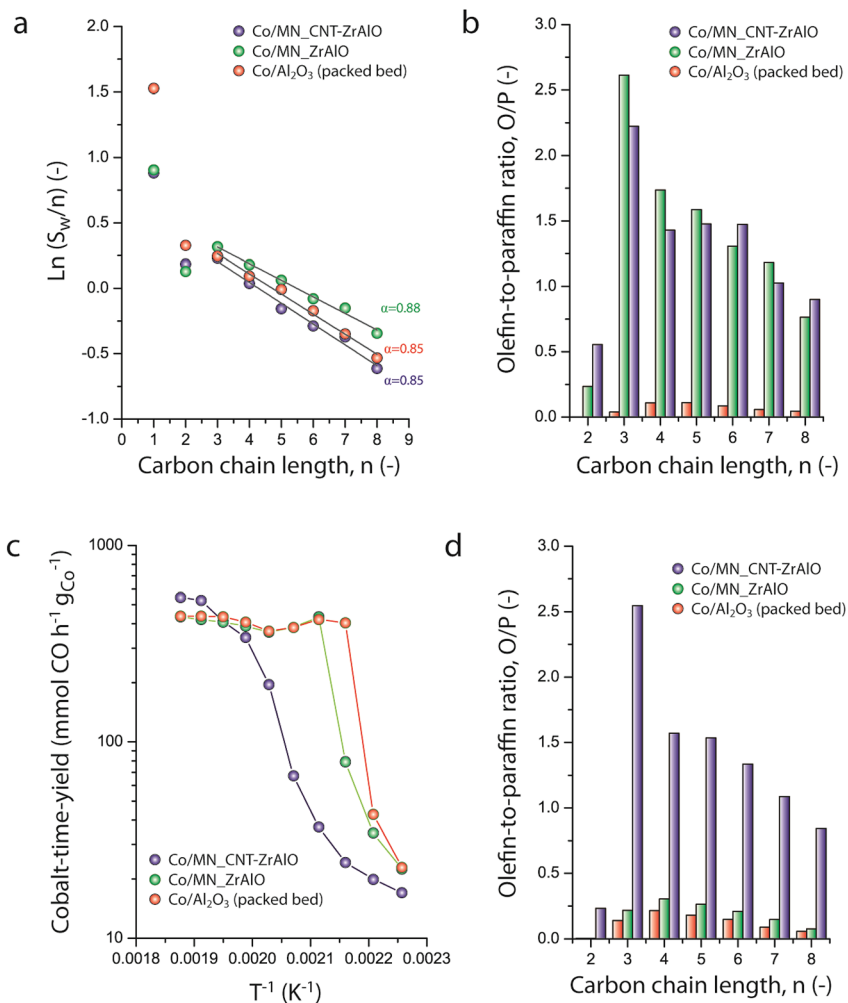 a
Co/MN_CNT-ZrAlO
Co/MN_ZrAlO
Co/Al₂O₃ (packed bed)
2.0
1.5
1.0
0.5
0.0
-0.5
-1.0
Ln (Sw/n) (-)
α=0.88
α=0.85
α=0.85
0 1 2 3 4 5 6 7 8 9
Carbon chain length, n (-)
b
Co/MN_CNT-ZrAlO
Co/MN_ZrAlO
Co/Al₂O₃ (packed bed)
3.0
2.5
2.0
1.5
1.0
0.5
0.0
Olefin-to-paraffin ratio, O/P (-)
2 3 4 5 6 7 8
Carbon chain length, n (-)
c
1000
100
10
Cobalt-time-yield (mmol CO h⁻¹ gCo⁻¹)
Co/MN_CNT-ZrAlO
Co/MN_ZrAlO
Co/Al₂O₃ (packed bed)
0.0018 0.0019 0.0020 0.0021 0.0022 0.0023
T⁻¹ (K⁻¹)
d
Co/MN_CNT-ZrAlO
Co/MN_ZrAlO
Co/Al₂O₃ (packed bed)
3.0
2.5
2.0
1.5
1.0
0.5
0.0
Olefin-to-paraffin ratio, O/P (-)
2 3 4 5 6 7 8
Carbon chain length, n (-)